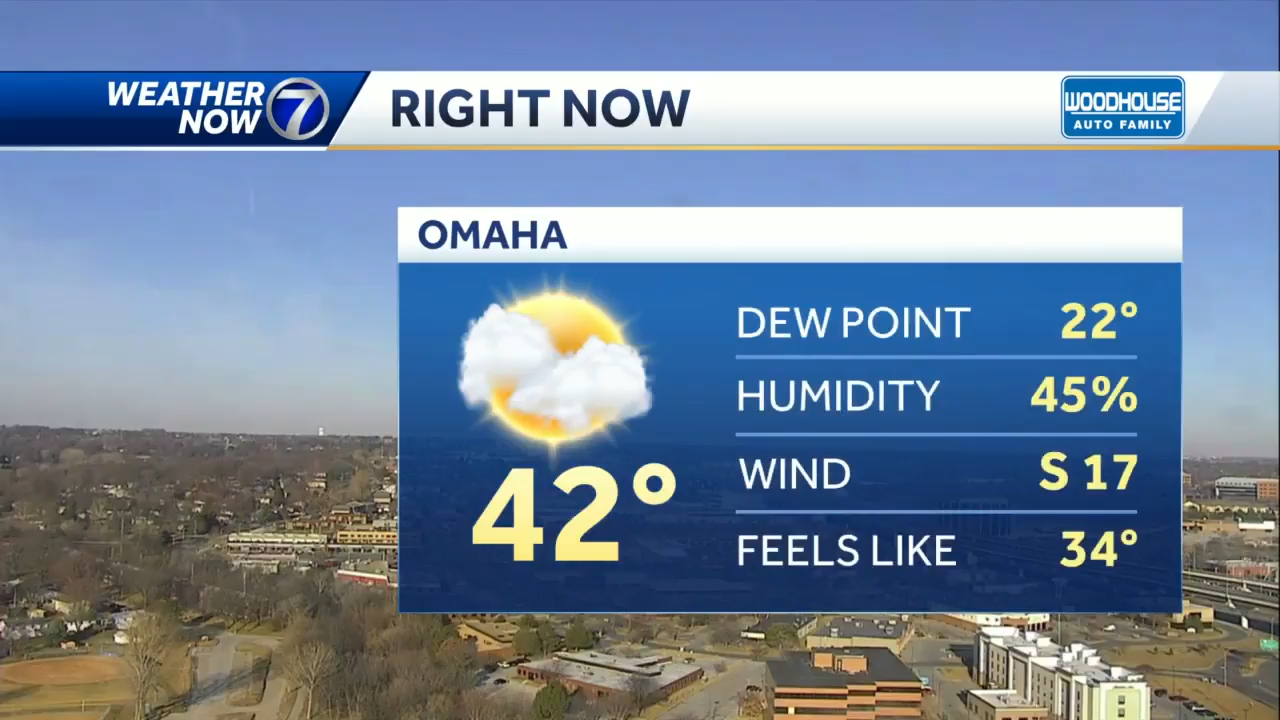 WEATHER
NOW 7
RIGHT NOW
WOODHOUSE
AUTO FAMILY
OMAHA
42°
DEW POINT 22°
HUMIDITY 45%
WIND S 17
FEELS LIKE 34°